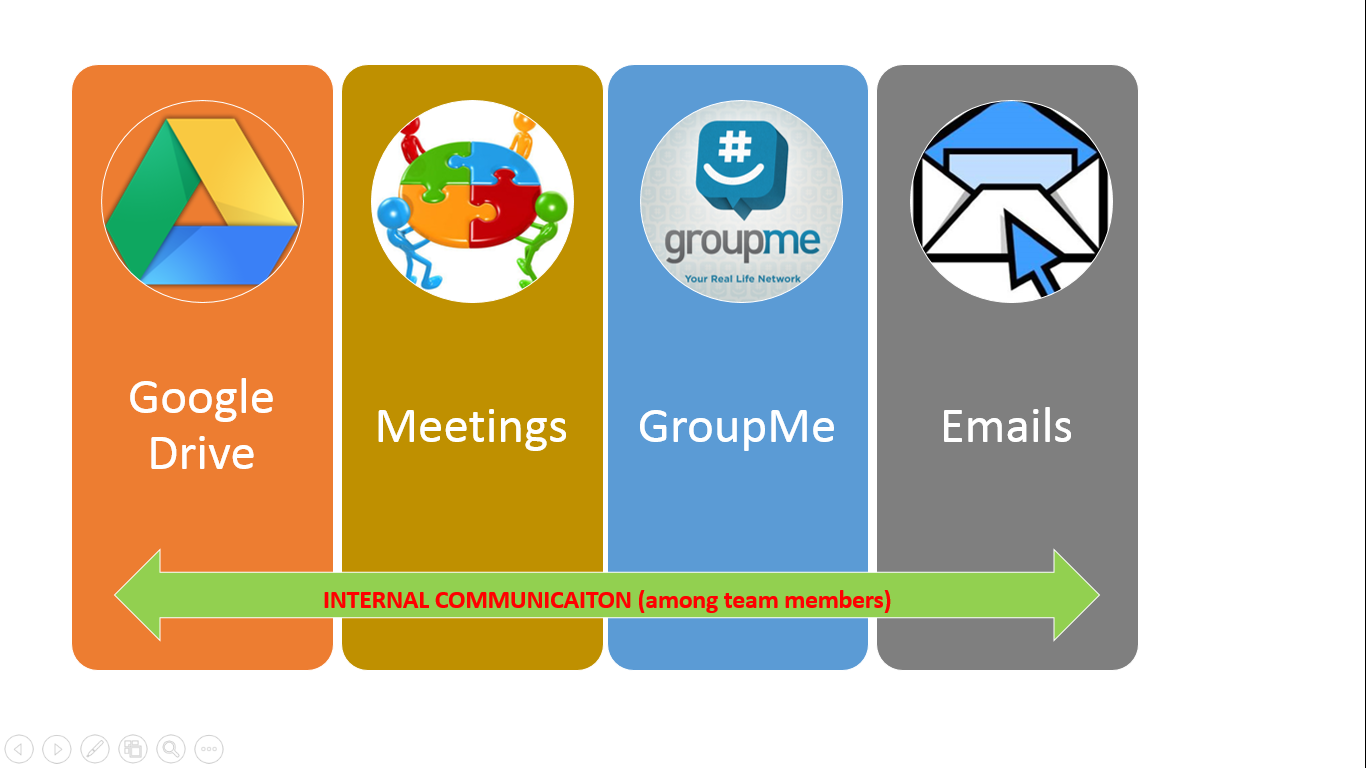 #
groupme
Your Real Life Network
Google
Drive
Meetings
GroupMe
Emails
INTERNAL COMMUNICAITON (among team members)